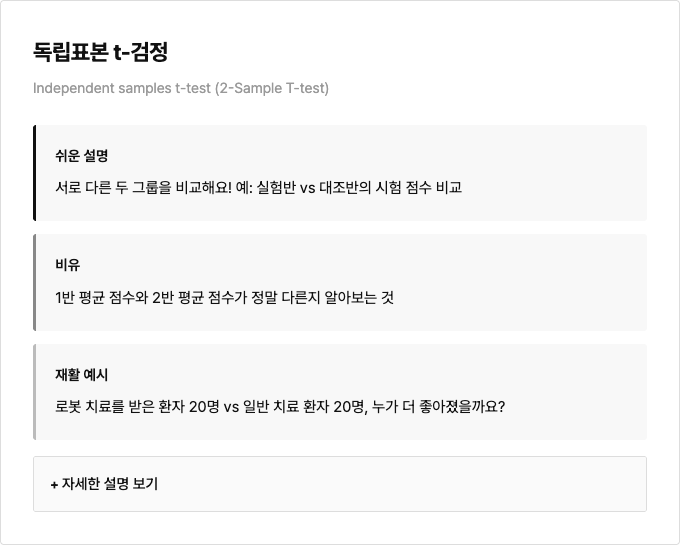 독립표본 t-검정
Independent samples t-test (2-Sample T-test)
쉬운 설명
서로 다른 두 그룹을 비교해요! 예: 실험반 vs 대조반의 시험 점수 비교
비유
1반 평균 점수와 2반 평균 점수가 정말 다른지 알아보는 것
재활 예시
로봇 치료를 받은 환자 20명 vs 일반 치료 환자 20명, 누가 더 좋아졌을까요?
+ 자세한 설명 보기